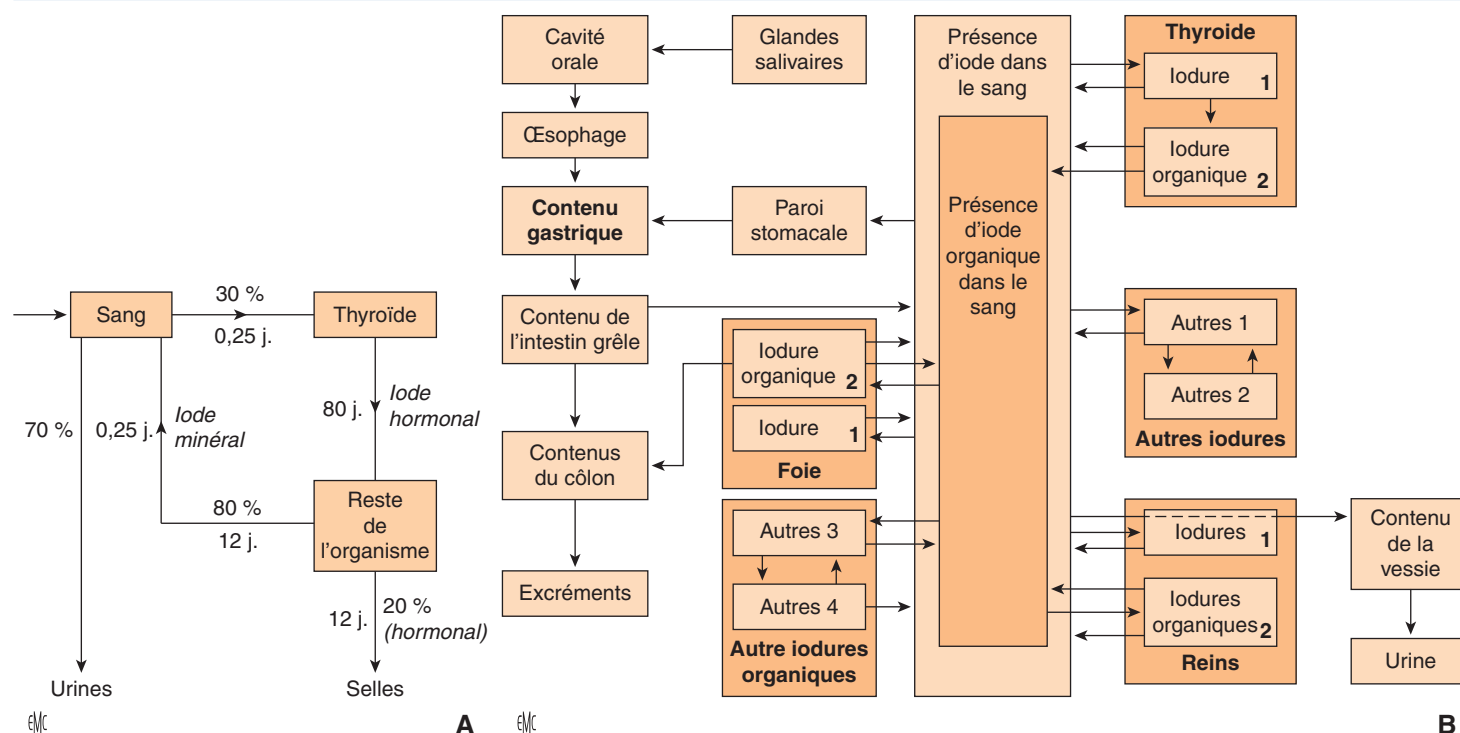 30 %
Sang
Thyroïde
0,25 j.
Iode
hormonal
80 j.
70 %
0,25 j.
Iode
minéral
80 %
12 j.
Reste
de
l'organisme
12 j.
20 %
(hormonal)
Urines
Selles
EMC
A
Cavité
orale
Glandes
salivaires
Œsophage
Contenu
gastrique
Paroi
stomacale
Contenu de
l'intestin grêle
Contenus
du côlon
Excréments
Iodure
organique 2
Iodure 1
Foie
Autres 3
Autres 4
Autre iodures
organiques
Présence
d'iode dans
le sang
Présence
d'iode
organique
dans le
sang
Thyroide
Iodure 1
Iodure
organique 2
Autres 1
Autres 2
Autres iodures
Iodures 1
Iodures
organiques 2
Reins
Contenu
de la
vessie
Urine
EMC
B